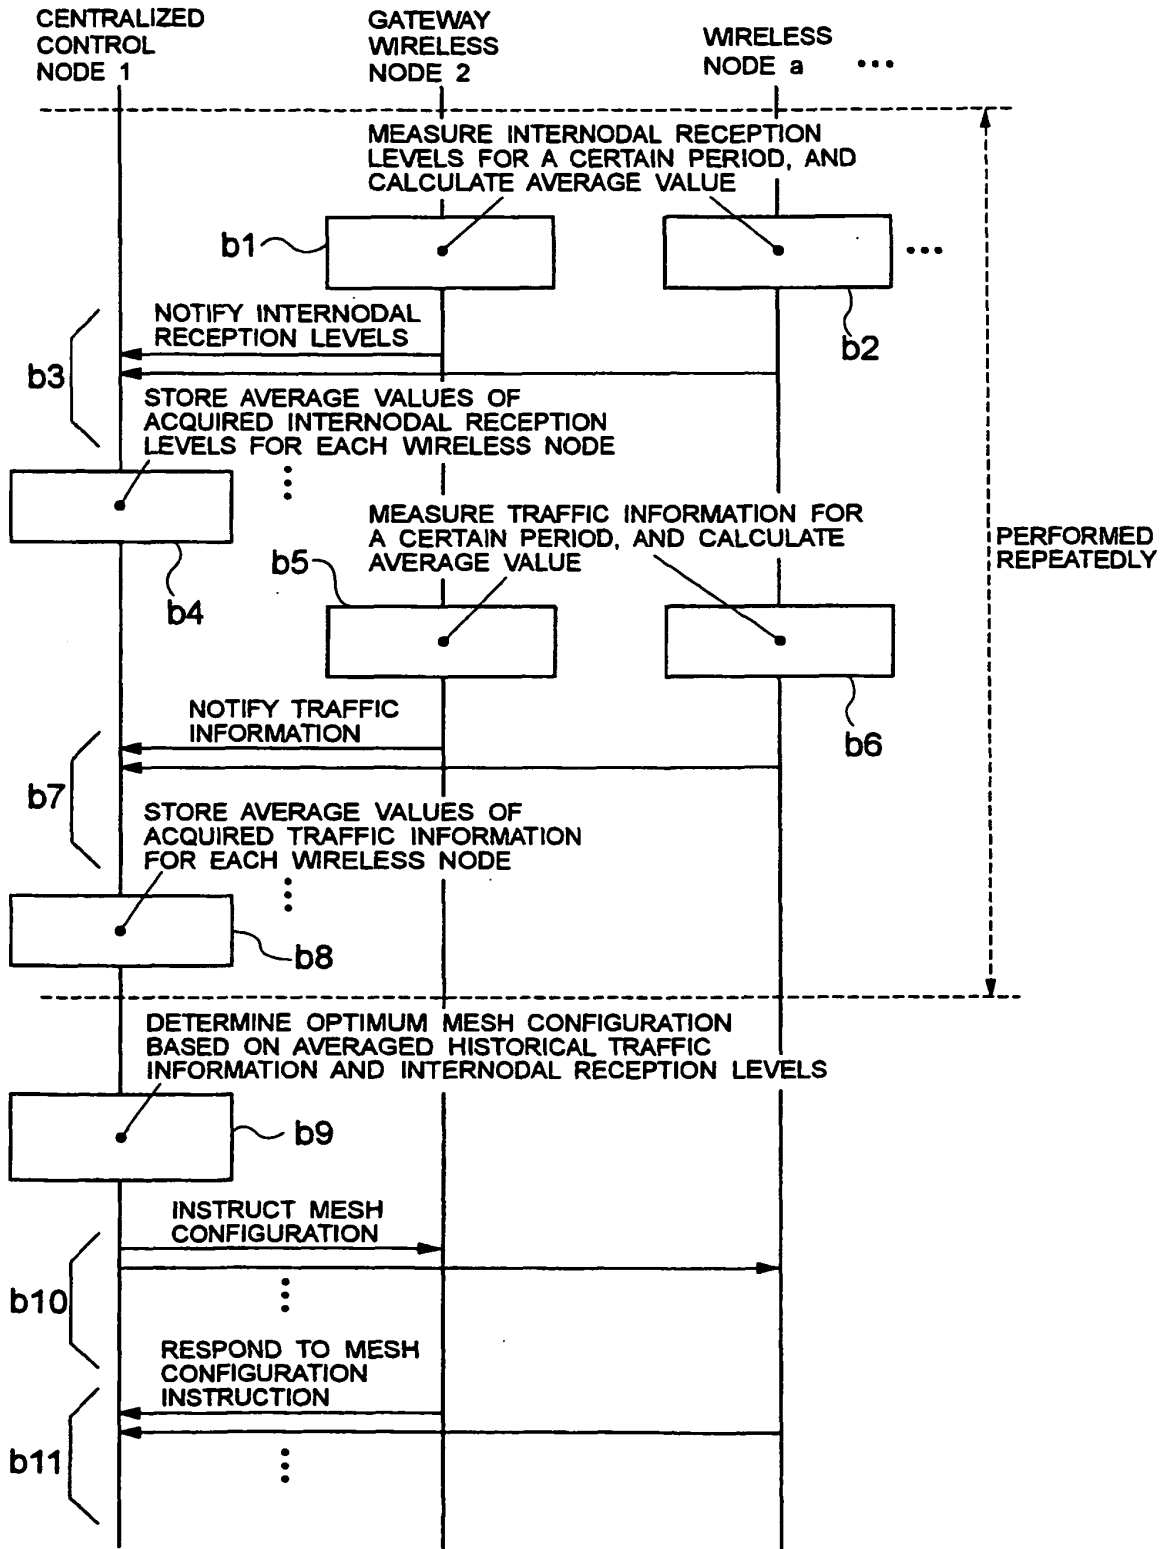 CENTRALIZED
CONTROL
NODE 1
GATEWAY
WIRELESS
NODE 2
WIRELESS
NODE a
•••
MEASURE INTERNODAL RECEPTION
LEVELS FOR A CERTAIN PERIOD, AND
CALCULATE AVERAGE VALUE
b1
•••
b2
NOTIFY INTERNODAL
RECEPTION LEVELS
b3
STORE AVERAGE VALUES OF
ACQUIRED INTERNODAL RECEPTION
LEVELS FOR EACH WIRELESS NODE
b4
MEASURE TRAFFIC INFORMATION FOR
A CERTAIN PERIOD, AND CALCULATE
AVERAGE VALUE
PERFORMED
REPEATEDLY
b5
b6
NOTIFY TRAFFIC
INFORMATION
b7
STORE AVERAGE VALUES OF
ACQUIRED TRAFFIC INFORMATION
FOR EACH WIRELESS NODE
b8
DETERMINE OPTIMUM MESH CONFIGURATION
BASED ON AVERAGED HISTORICAL TRAFFIC
INFORMATION AND INTERNODAL RECEPTION LEVELS
b9
INSTRUCT MESH
CONFIGURATION
b10
RESPOND TO MESH
CONFIGURATION
INSTRUCTION
b11